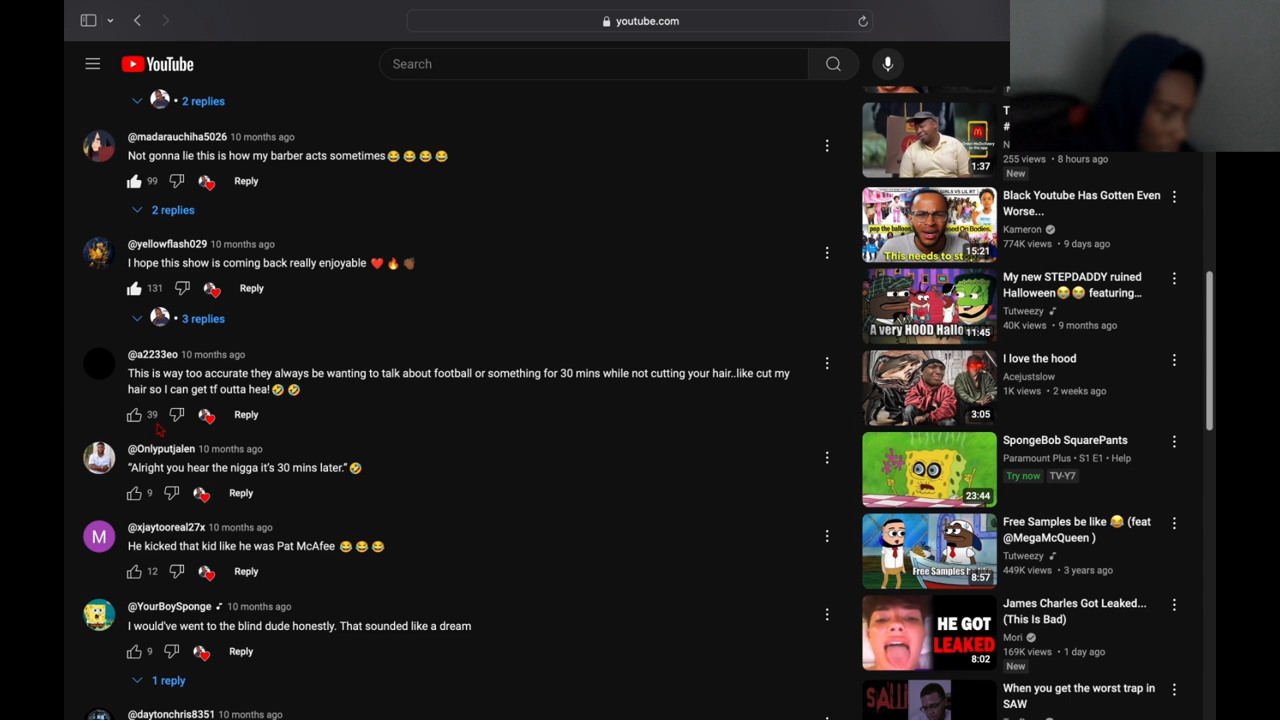 youtube.com
YouTube
Search
2 replies
@madarauchiha5026 10 months ago
Not gonna lie this is how my barber acts sometimes😂😂😂😂
99 Reply
2 replies
@yellowflash029 10 months ago
I hope this show is coming back really enjoyable ❤️🔥👏🏾
131 Reply
3 replies
@a2233eo 10 months ago
This is way too accurate they always be wanting to talk about football or something for 30 mins while not cutting your hair..like cut my
hair so I can get tf outta hea!🤣🤣
39 Reply
@Onlyputjalen 10 months ago
“Alright you hear the nigga it’s 30 mins later.”🤣
9 Reply
@xjaytooreal27x 10 months ago
M
He kicked that kid like he was Pat McAfee 😂😂😂
12 Reply
@YourBoySponge ♪ 10 months ago
I would've went to the blind dude honestly. That sounded like a dream
9 Reply
1 reply
@daytonchris8351 10 months ago
1:37
T
#
N
255 views • 8 hours ago
New
This needs to st
15:21
Black Youtube Has Gotten Even
Worse...
Kameron
774K views • 9 days ago
A very HOOD Hallo
11:45
My new STEPDADDY ruined
Halloween😭😭 featuring...
Tutweezy ♪
40K views • 9 months ago
3:05
I love the hood
Acejustslow
1K views • 2 weeks ago
23:44
SpongeBob SquarePants
Paramount Plus • S1 E1 • Help
Try now TV-Y7
Free Samples
8:57
Free Samples be like 😂 (feat
@MegaMcQueen )
Tutweezy ♪
449K views • 3 years ago
HE GOT
LEAKED
8:02
James Charles Got Leaked...
(This Is Bad)
Mori
169K views • 1 day ago
New
SAW
When you get the worst trap in
SAW